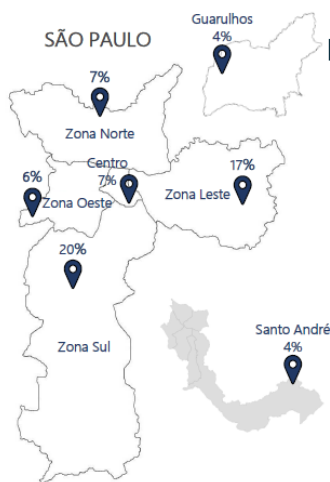 Guarulhos
4%
SÃO PAULO
7%
Zona Norte
Centro
7%
6%
Zona Oeste
17%
Zona Leste
20%
Zona Sul
Santo André
4%